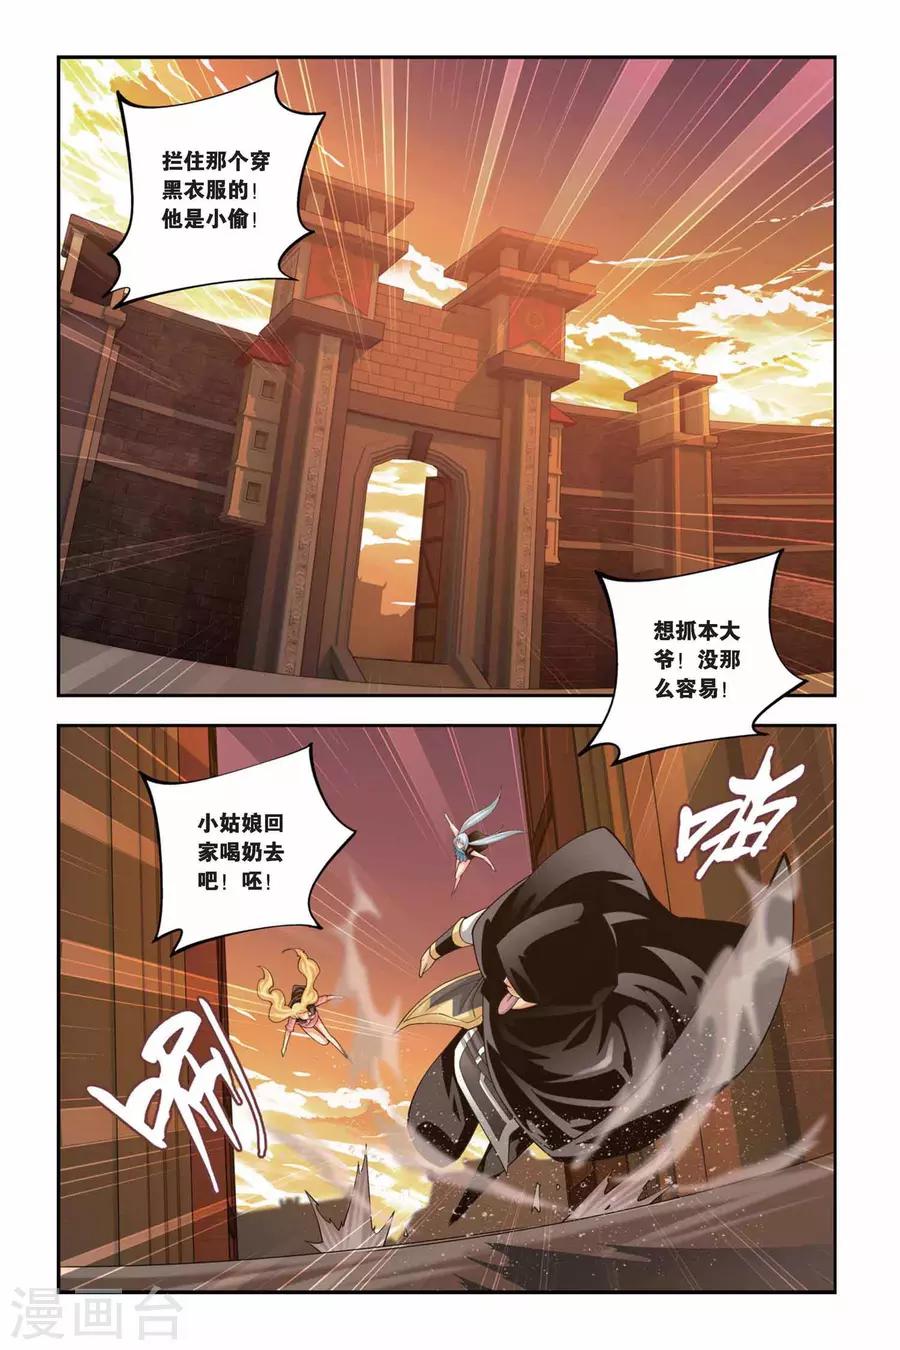 拦住那个穿
黑衣服的！
他是小偷！
想抓本大
爷！没那
么容易！
小姑娘回
家喝奶去
吧！呸！
唰
漫画台